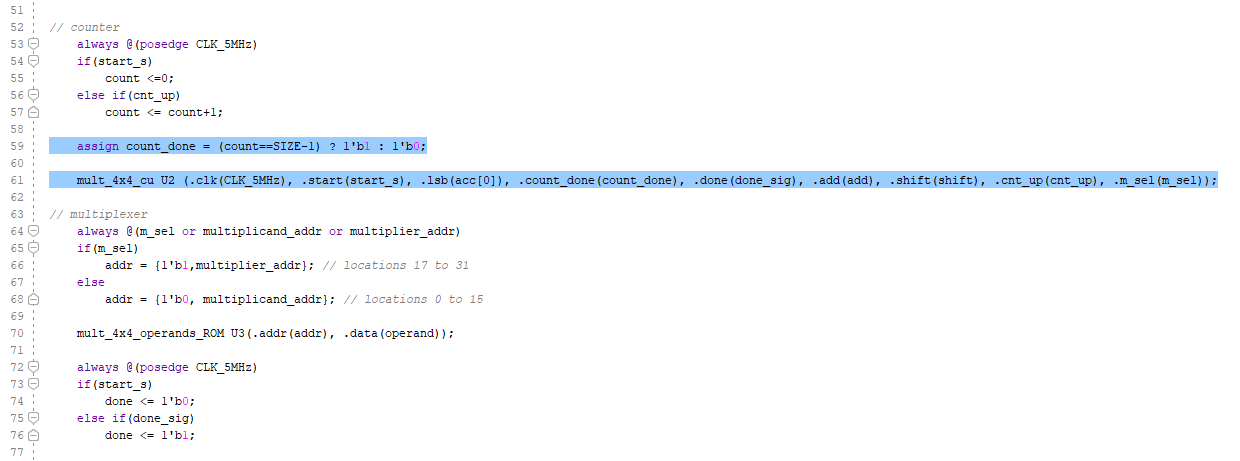 51
52 // counter
53 always @(posedge CLK_5MHz)
54 if(start_s)
55 count <=0;
56 else if(cnt_up)
57 count <= count+1;
58
59 assign count_done = (count==SIZE-1) ? 1'b1 : 1'b0;
60
61 mult_4x4_cu U2 (.clk(CLK_5MHz), .start(start_s), .lsb(acc[0]), .count_done(count_done), .done(done_sig), .add(add), .shift(shift), .cnt_up(cnt_up), .m_sel(m_sel));
62
63 // multiplexer
64 always @(m_sel or multiplicand_addr or multiplier_addr)
65 if(m_sel)
66 addr = {1'b1,multiplier_addr}; // locations 17 to 31
67 else
68 addr = {1'b0, multiplicand_addr}; // locations 0 to 15
69
70 mult_4x4_operands_ROM U3(.addr(addr), .data(operand));
71
72 always @(posedge CLK_5MHz)
73 if(start_s)
74 done <= 1'b0;
75 else if(done_sig)
76 done <= 1'b1;
77